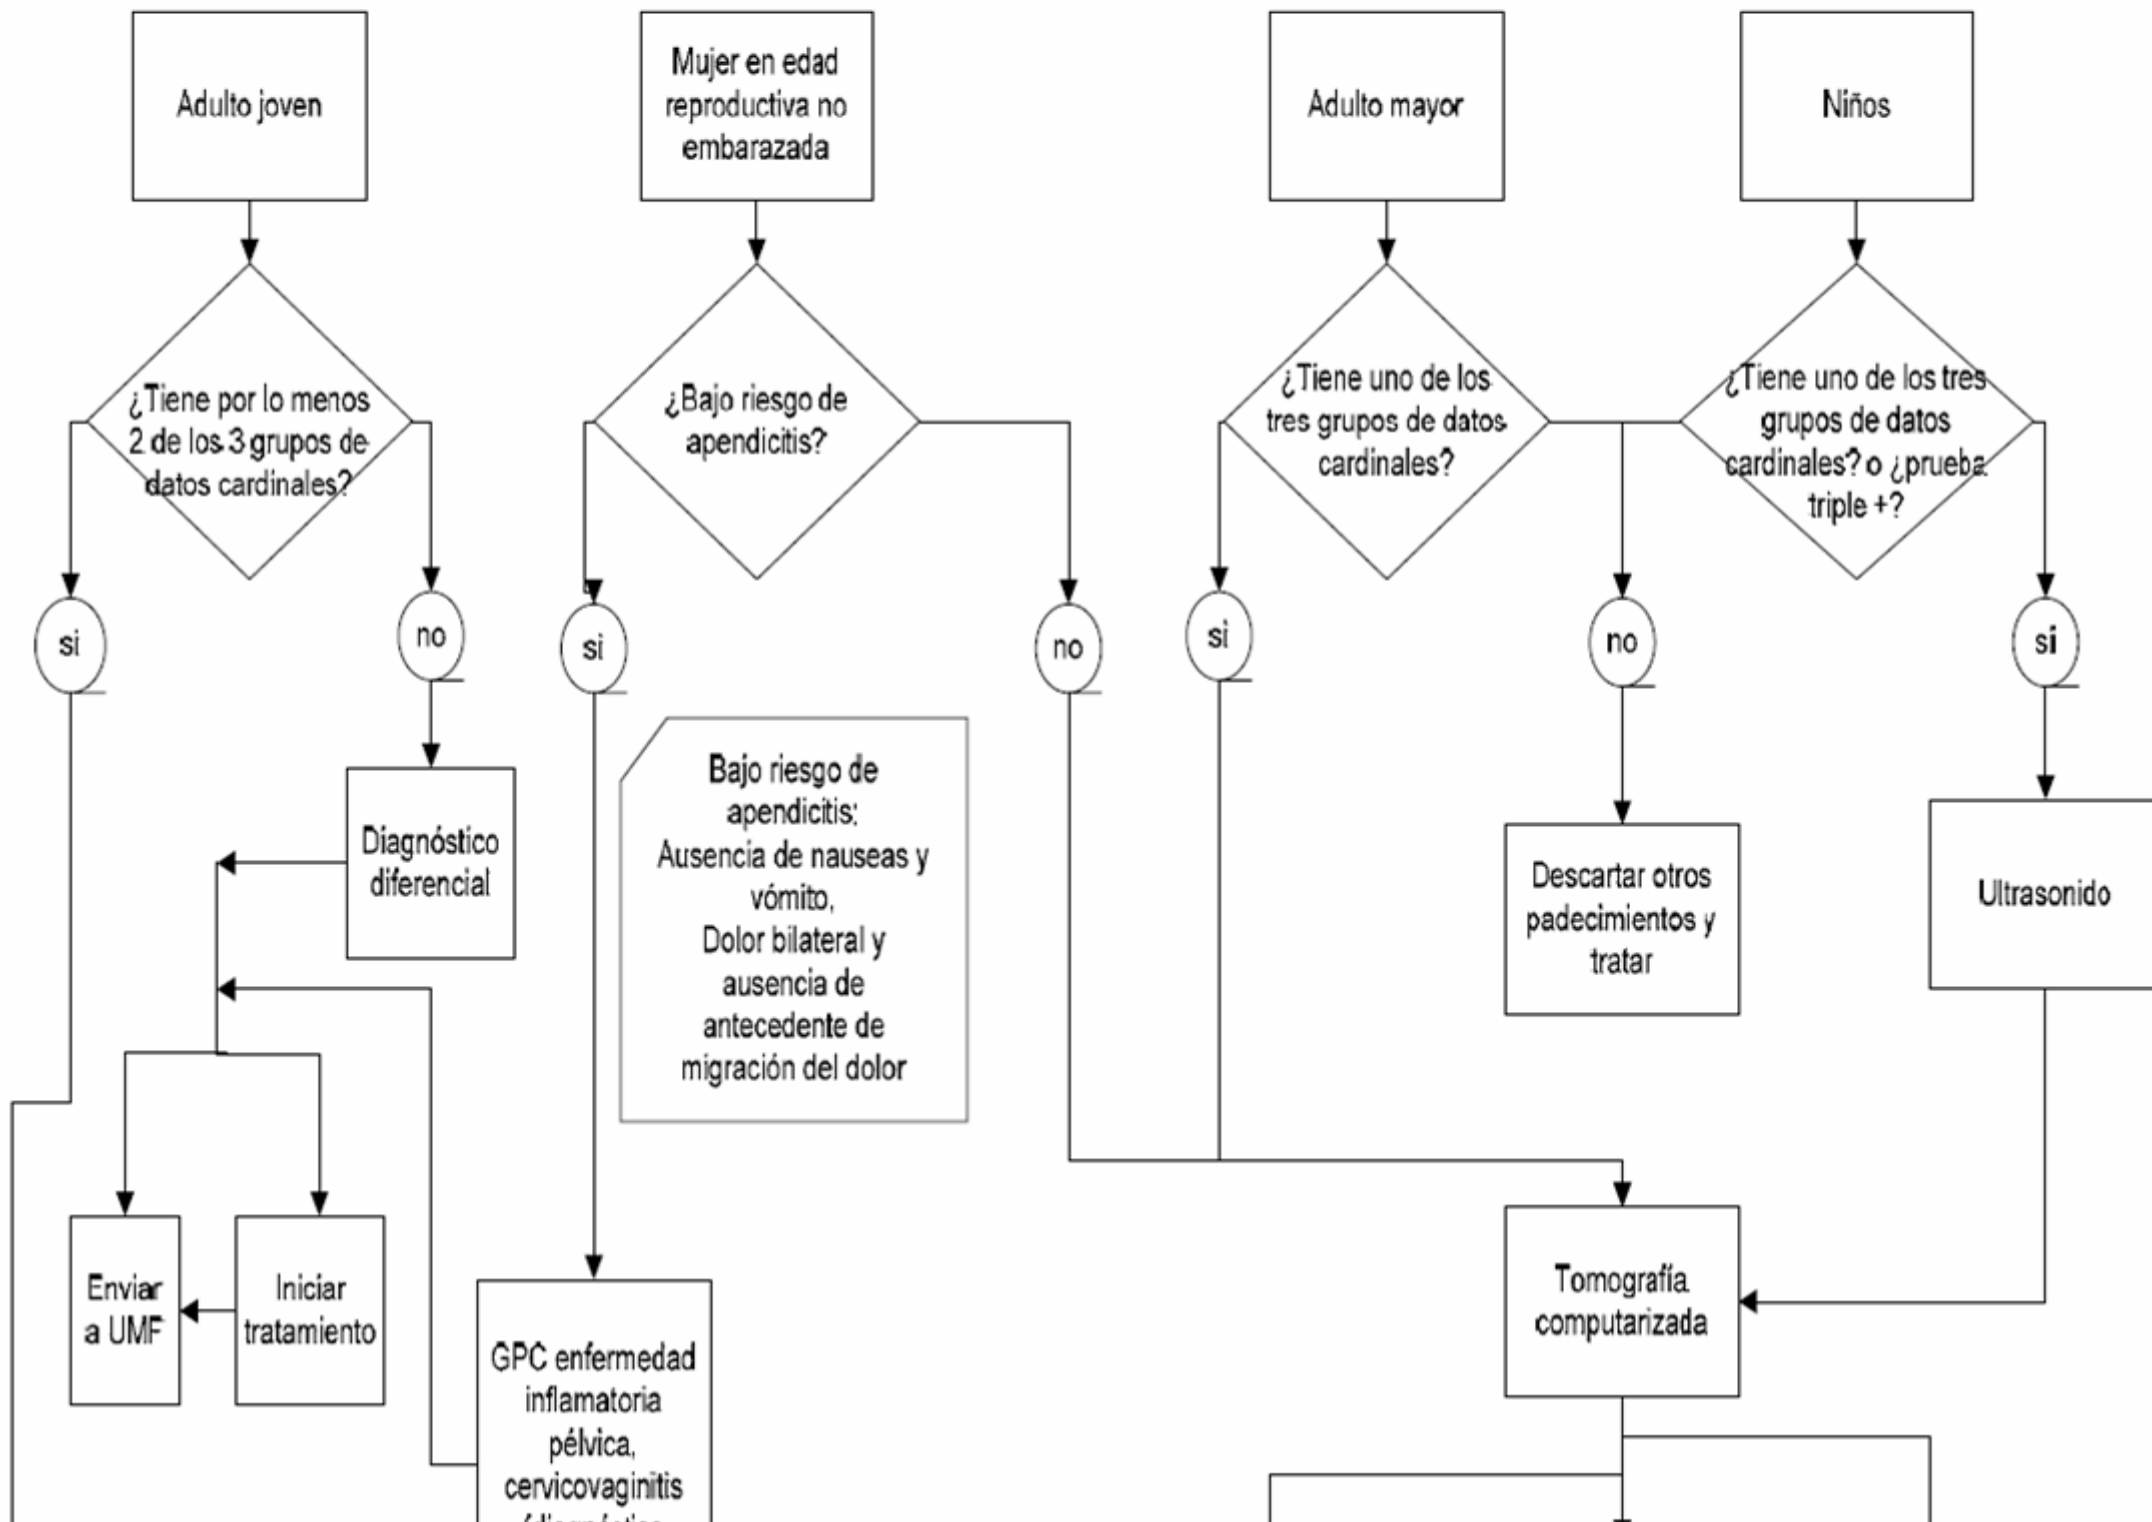 Adulto joven
Mujer en edad
reproductiva no
embarazada
Adulto mayor
Niños
¿Tiene por lo menos
2 de los 3 grupos de
datos cardinales?
¿Bajo riesgo de
apendicitis?
¿Tiene uno de los
tres grupos de datos
cardinales?
¿Tiene uno de los tres
grupos de datos
cardinales? o ¿prueba
triple +?
si
no
si
no
si
no
si
Bajo riesgo de
apendicitis:
Ausencia de nauseas y
vómito,
Dolor bilateral y
ausencia de
antecedente de
migración del dolor
Diagnóstico
diferencial
Descartar otros
padecimientos y
tratar
Ultrasonido
Enviar
a UMF
Iniciar
tratamiento
GPC enfermedad
inflamatoria
pélvica,
cervicovaginitis
Tomografía
computarizada